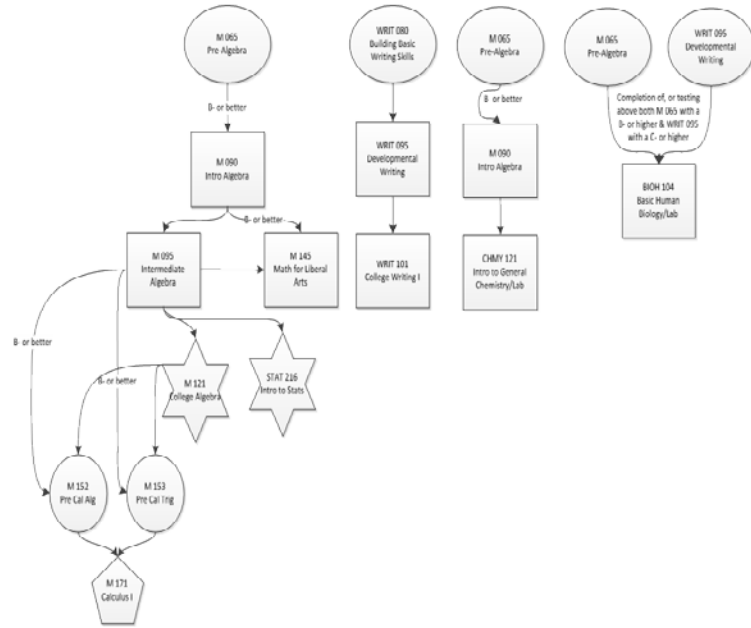 M 065
Pre-Algebra
B- or better
M 090
Intro Algebra
B- or better
M 095
Intermediate
Algebra
M 145
Math for Liberal
Arts
B- or better
B- or better
M 121
College Algebra
STAT 216
Intro to Stats
M 152
Pre Cal Alg
M 153
Pre Cal Trig
M 171
Calculus I
WRIT 080
Building Basic
Writing Skills
WRIT 095
Developmental
Writing
WRIT 101
College Writing I
M 065
Pre-Algebra
B- or better
M 090
Intro Algebra
CHMY 121
Intro to General
Chemistry/Lab
M 065
Pre-Algebra
WRIT 095
Developmental
Writing
Completion of, or testing
above both M 065 with a
B- or higher & WRIT 095
with a C- or higher
BIOH 104
Basic Human
Biology/Lab